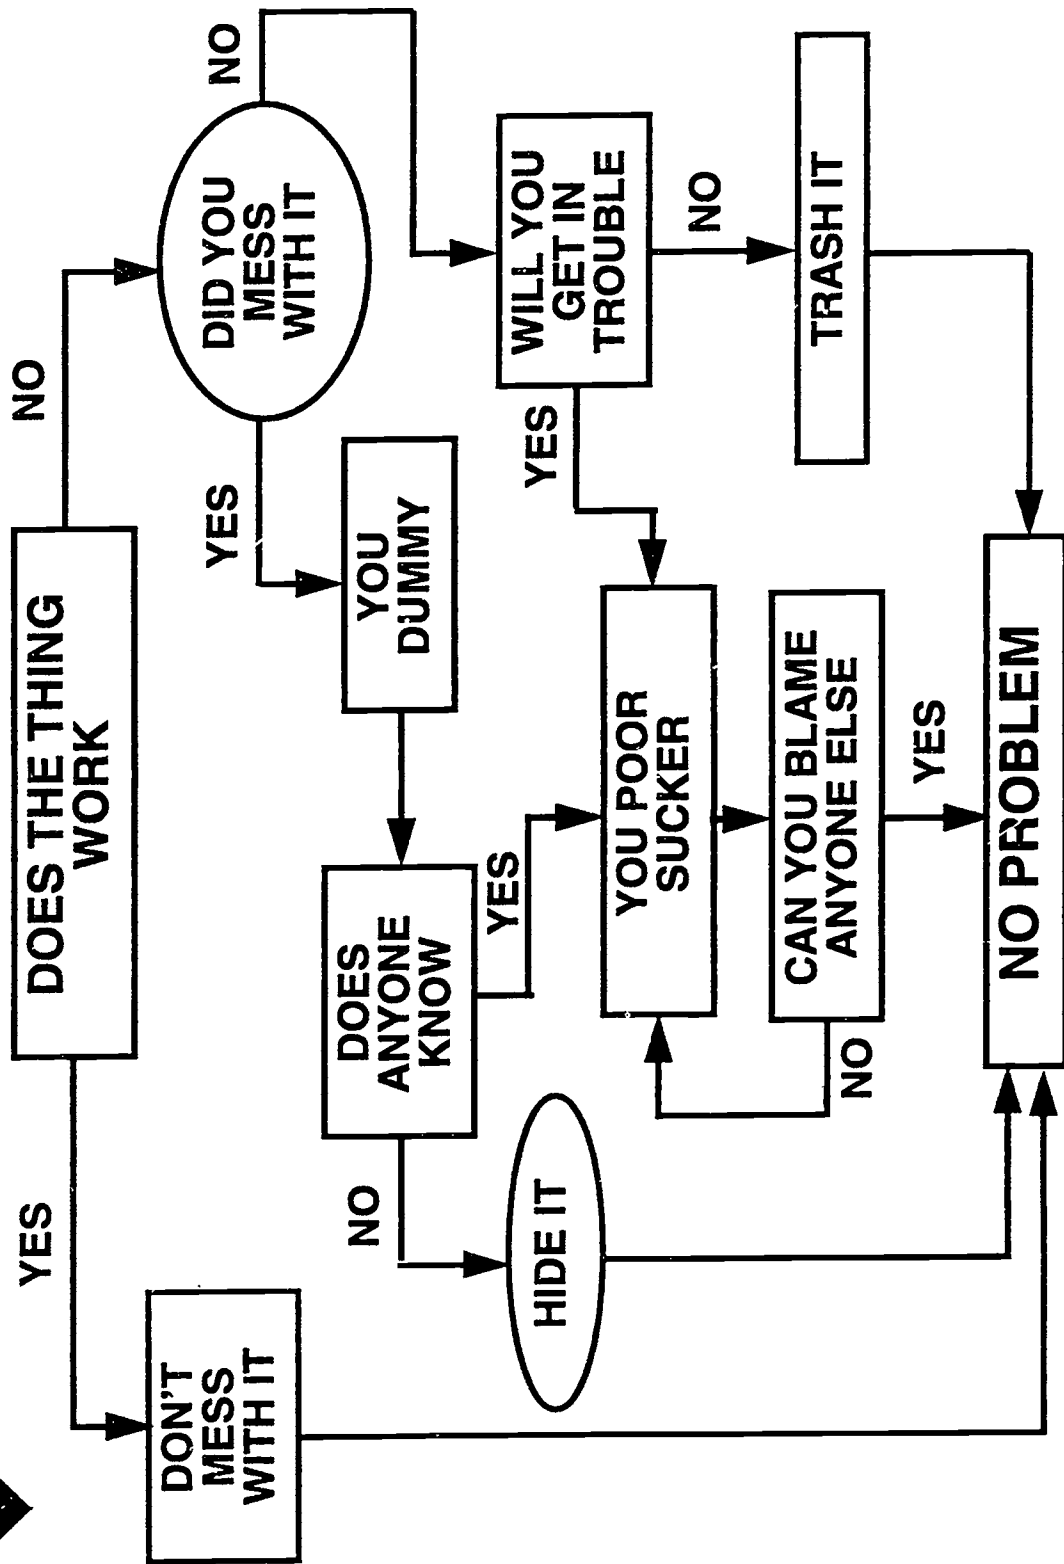 DOES THE THING
WORK
YES
NO
DON'T
MESS
WITH IT
DID YOU
MESS
WITH IT
YES
NO
YOU
DUMMY
DOES
ANYONE
KNOW
NO
YES
HIDE IT
WILL YOU
GET IN
TROUBLE
YES
NO
YOU POOR
SUCKER
TRASH IT
CAN YOU BLAME
ANYONE ELSE
NO
YES
NO PROBLEM